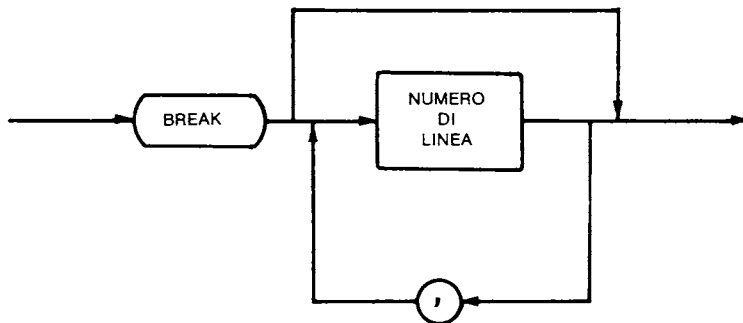 BREAK
NUMERO
DI
LINEA
,